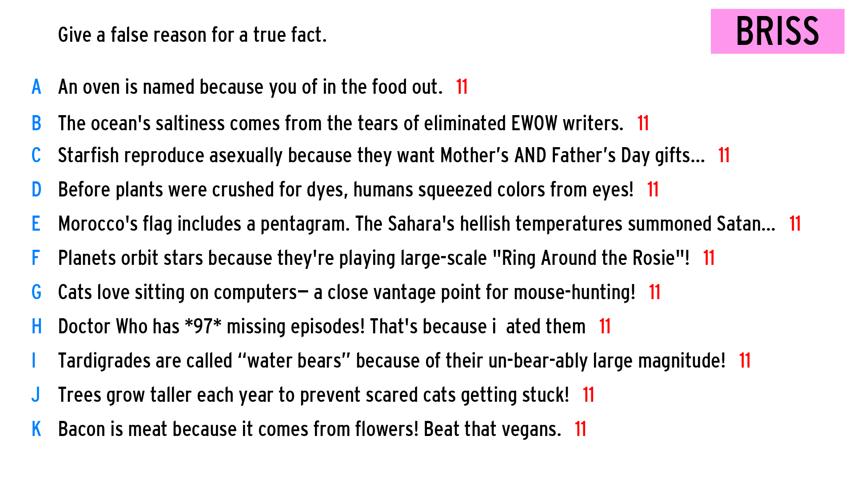 Give a false reason for a true fact.
BRISS
A An oven is named because you of in the food out. 11
B The ocean's saltiness comes from the tears of eliminated EWOW writers. 11
C Starfish reproduce asexually because they want Mother's AND Father's Day gifts... 11
D Before plants were crushed for dyes, humans squeezed colors from eyes! 11
E Morocco's flag includes a pentagram. The Sahara's hellish temperatures summoned Satan... 11
F Planets orbit stars because they're playing large-scale "Ring Around the Rosie"! 11
G Cats love sitting on computers— a close vantage point for mouse-hunting! 11
H Doctor Who has *97* missing episodes! That's because i  ated them 11
I Tardigrades are called “water bears” because of their un-bear-ably large magnitude! 11
J Trees grow taller each year to prevent scared cats getting stuck! 11
K Bacon is meat because it comes from flowers! Beat that vegans. 11